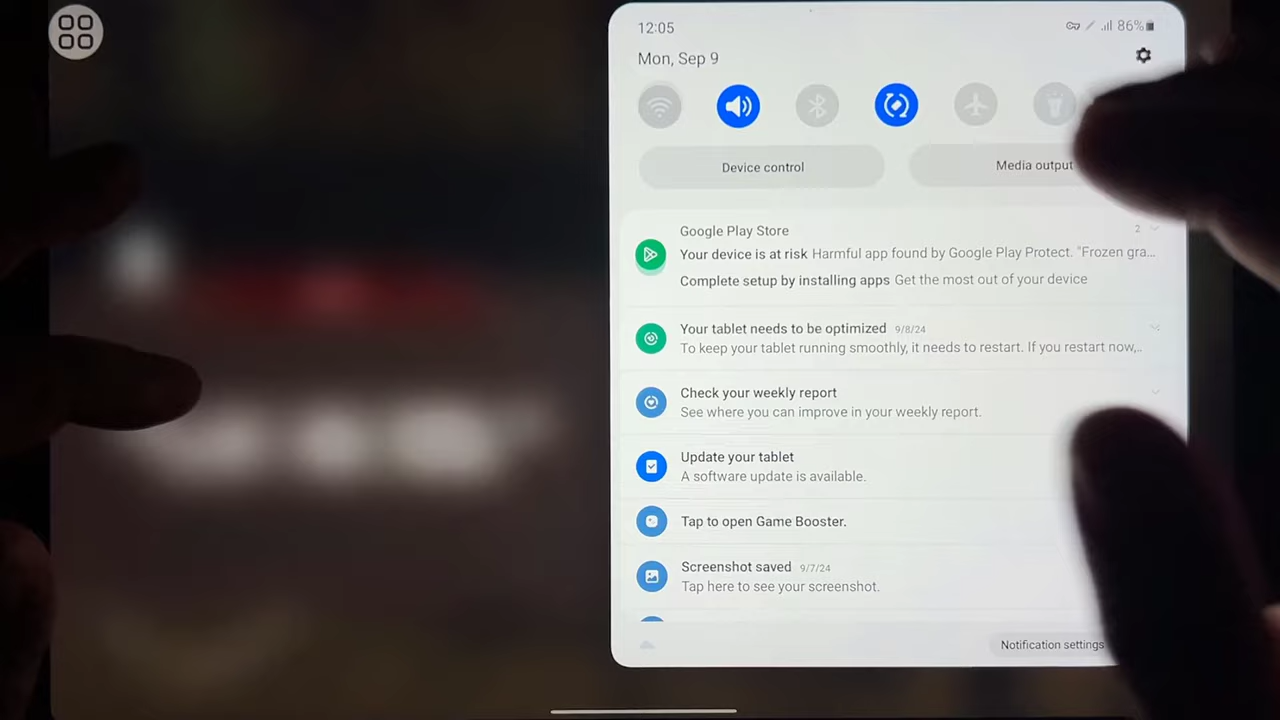 12:05
86%
Mon, Sep 9
Device control
Media output
Google Play Store
2
Your device is at risk Harmful app found by Google Play Protect. "Frozen gra...
Complete setup by installing apps Get the most out of your device
Your tablet needs to be optimized 9/8/24
To keep your tablet running smoothly, it needs to restart. If you restart now,..
Check your weekly report
See where you can improve in your weekly report.
Update your tablet
A software update is available.
Tap to open Game Booster.
Screenshot saved 9/7/24
Tap here to see your screenshot.
Notification settings